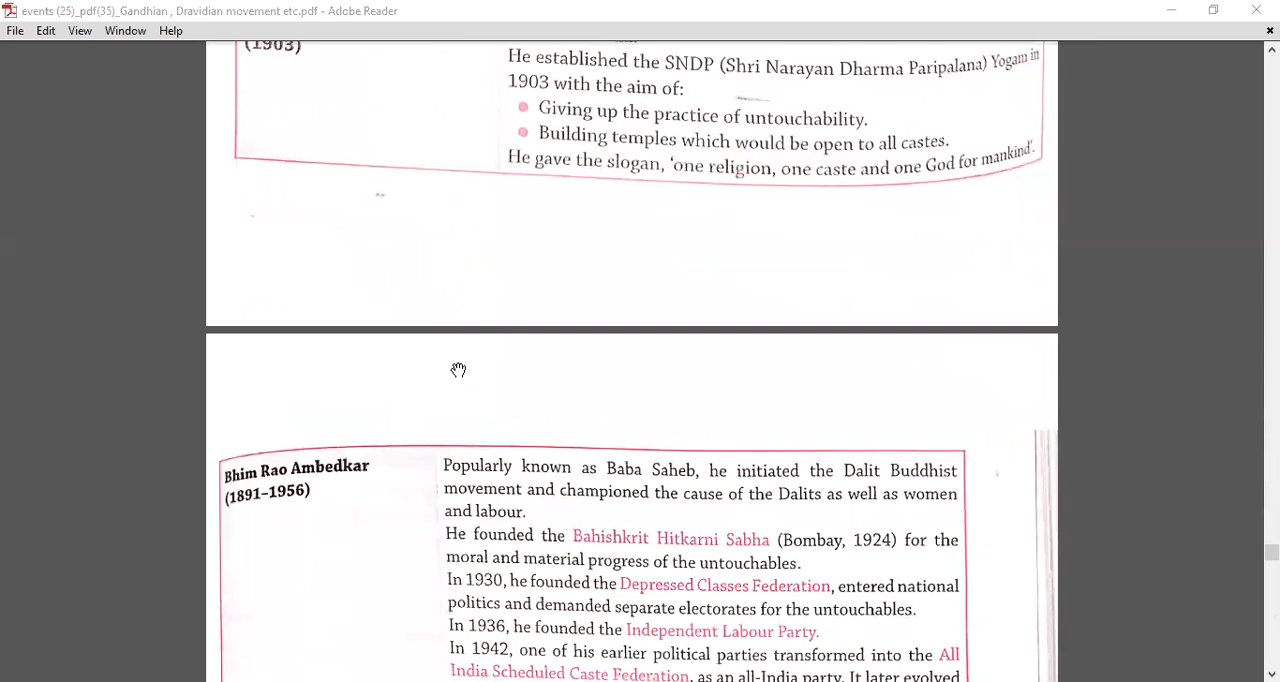 events (25)_pdf(35)_Gandhian , Dravidian movement etc.pdf - Adobe Reader
File Edit View Window Help
(1903)
He established the SNDP (Shri Narayan Dharma Paripalana) Yogam in
1903 with the aim of:
Giving up the practice of untouchability.
Building temples which would be open to all castes.
He gave the slogan, 'one religion, one caste and one God for mankind'.
Bhim Rao Ambedkar
(1891–1956)
Popularly known as Baba Saheb, he initiated the Dalit Buddhist
movement and championed the cause of the Dalits as well as women
and labour.
He founded the Bahishkrit Hitkarni Sabha (Bombay, 1924) for the
moral and material progress of the untouchables.
In 1930, he founded the Depressed Classes Federation, entered national
politics and demanded separate electorates for the untouchables.
In 1936, he founded the Independent Labour Party.
In 1942, one of his earlier political parties transformed into the All
India Scheduled Caste Federation, as an all-India party. It later evolved